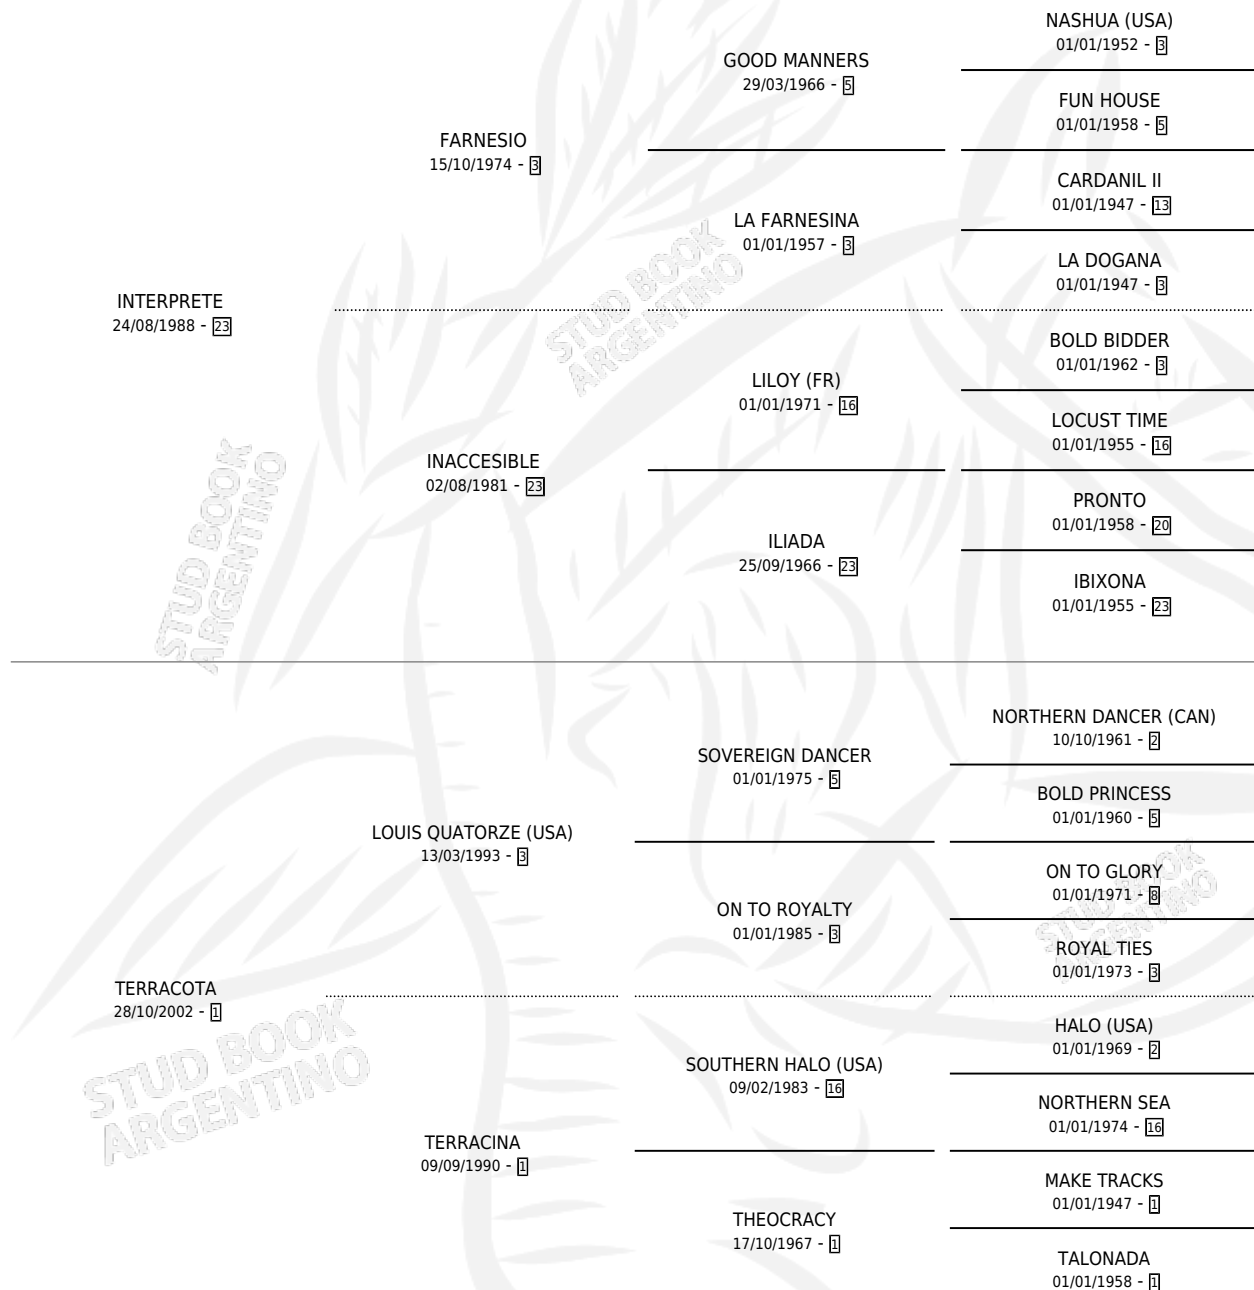 NASHUA (USA)
01/01/1952 - 3
GOOD MANNERS
29/03/1966 - 5
FUN HOUSE
01/01/1958 - 5
FARNESIO
15/10/1974 - 3
CARDANIL II
01/01/1947 - 13
LA FARNESINA
01/01/1957 - 3
LA DOGANA
01/01/1947 - 3
INTERPRETE
24/08/1988 - 23
BOLD BIDDER
01/01/1962 - 3
LILOY (FR)
01/01/1971 - 16
LOCUST TIME
01/01/1955 - 16
INACCESIBLE
02/08/1981 - 23
PRONTO
01/01/1958 - 20
ILIADA
25/09/1966 - 23
IBIXONA
01/01/1955 - 23
STUD BOOK
ARGENTINO
STUD BOOK
ARGENTINO
NORTHERN DANCER (CAN)
10/10/1961 - 2
SOVEREIGN DANCER
01/01/1975 - 5
BOLD PRINCESS
01/01/1960 - 5
LOUIS QUATORZE (USA)
13/03/1993 - 3
ON TO GLORY
01/01/1971 - 8
ON TO ROYALTY
01/01/1985 - 3
ROYAL TIES
01/01/1973 - 3
TERRACOTA
28/10/2002 - 1
HALO (USA)
01/01/1969 - 2
SOUTHERN HALO (USA)
09/02/1983 - 16
NORTHERN SEA
01/01/1974 - 16
TERRACINA
09/09/1990 - 1
MAKE TRACKS
01/01/1947 - 1
THEOCRACY
17/10/1967 - 1
TALONADA
01/01/1958 - 1
STUD BOOK
ARGENTINO
STUD BOOK
ARGENTINO